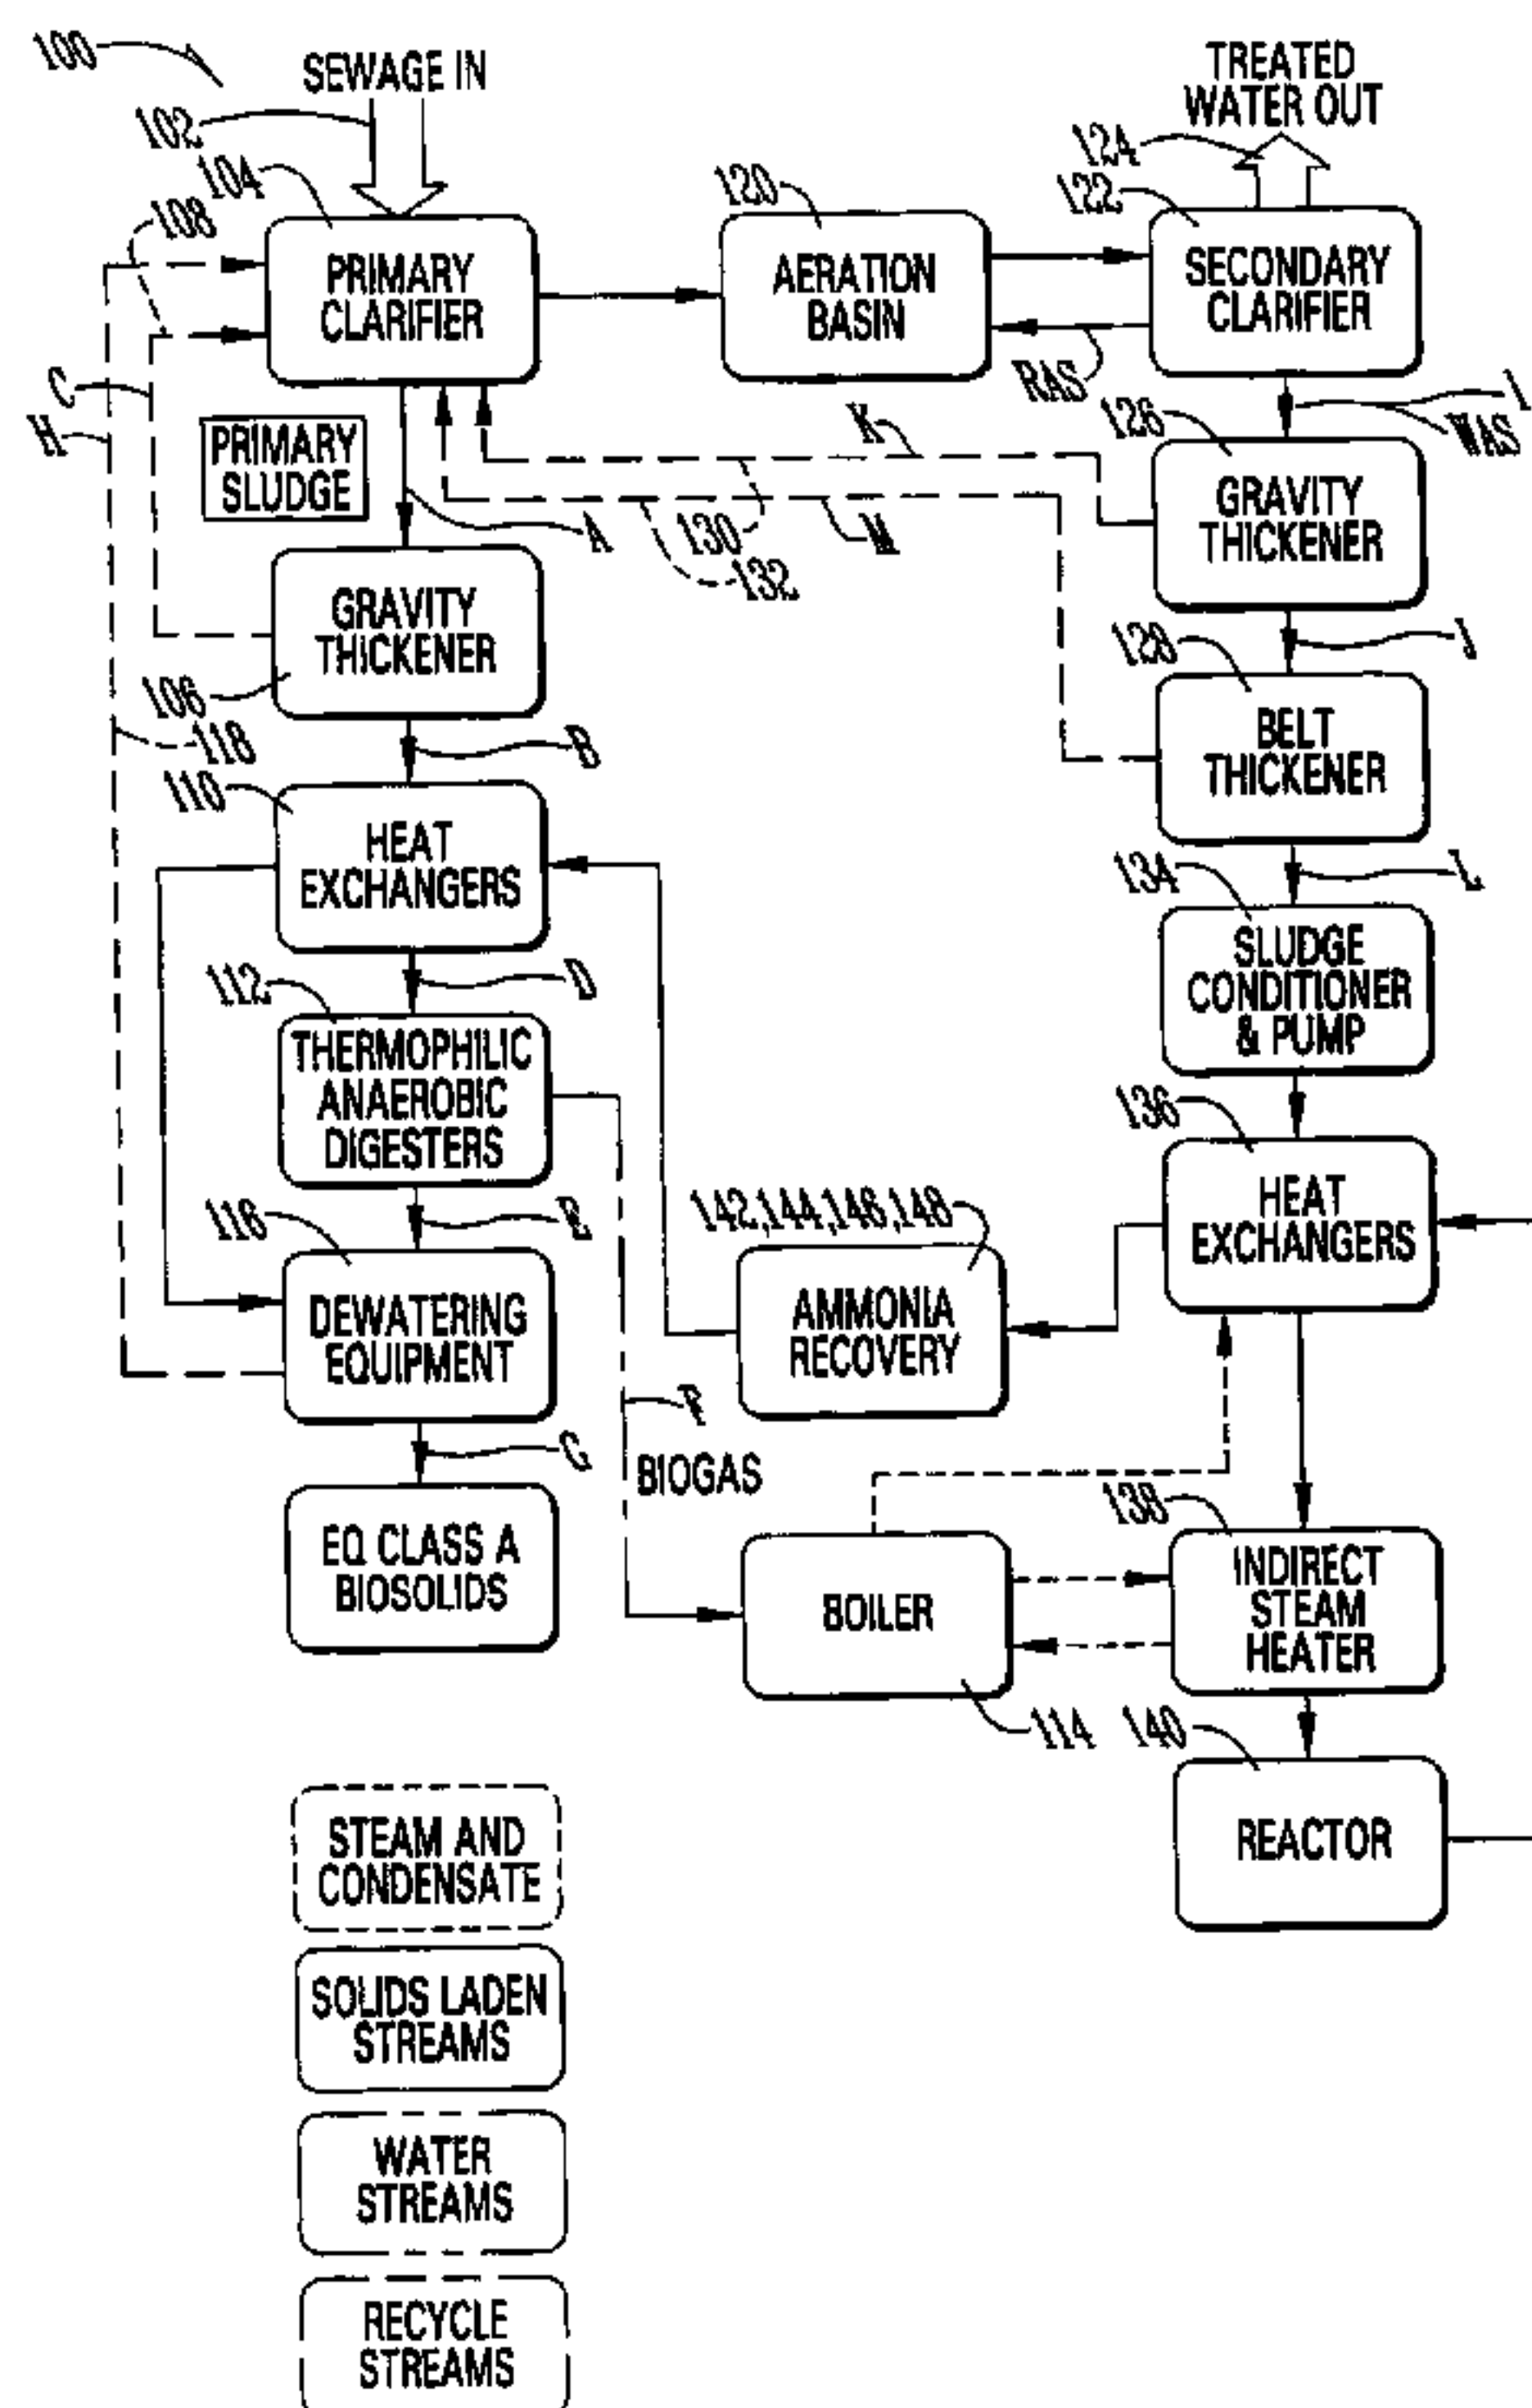 100
SEWAGE IN
102
TREATED
WATER OUT
124
104
120
122
108
PRIMARY
CLARIFIER
AERATION
BASIN
SECONDARY
CLARIFIER
C
H
RAS
I
WAS
126
K
PRIMARY
SLUDGE
A
130
132
M
GRAVITY
THICKENER
GRAVITY
THICKENER
106
118
B
128
J
BELT
THICKENER
110
HEAT
EXCHANGERS
134
L
SLUDGE
CONDITIONER
& PUMP
112
D
THERMOPHILIC
ANAEROBIC
DIGESTERS
136
HEAT
EXCHANGERS
116
E
142,144,146,148
DEWATERING
EQUIPMENT
AMMONIA
RECOVERY
F
G
BIOGAS
138
EQ CLASS A
BIOSOLIDS
BOILER
INDIRECT
STEAM
HEATER
114
140
REACTOR
STEAM AND
CONDENSATE
SOLIDS LADEN
STREAMS
WATER
STREAMS
RECYCLE
STREAMS